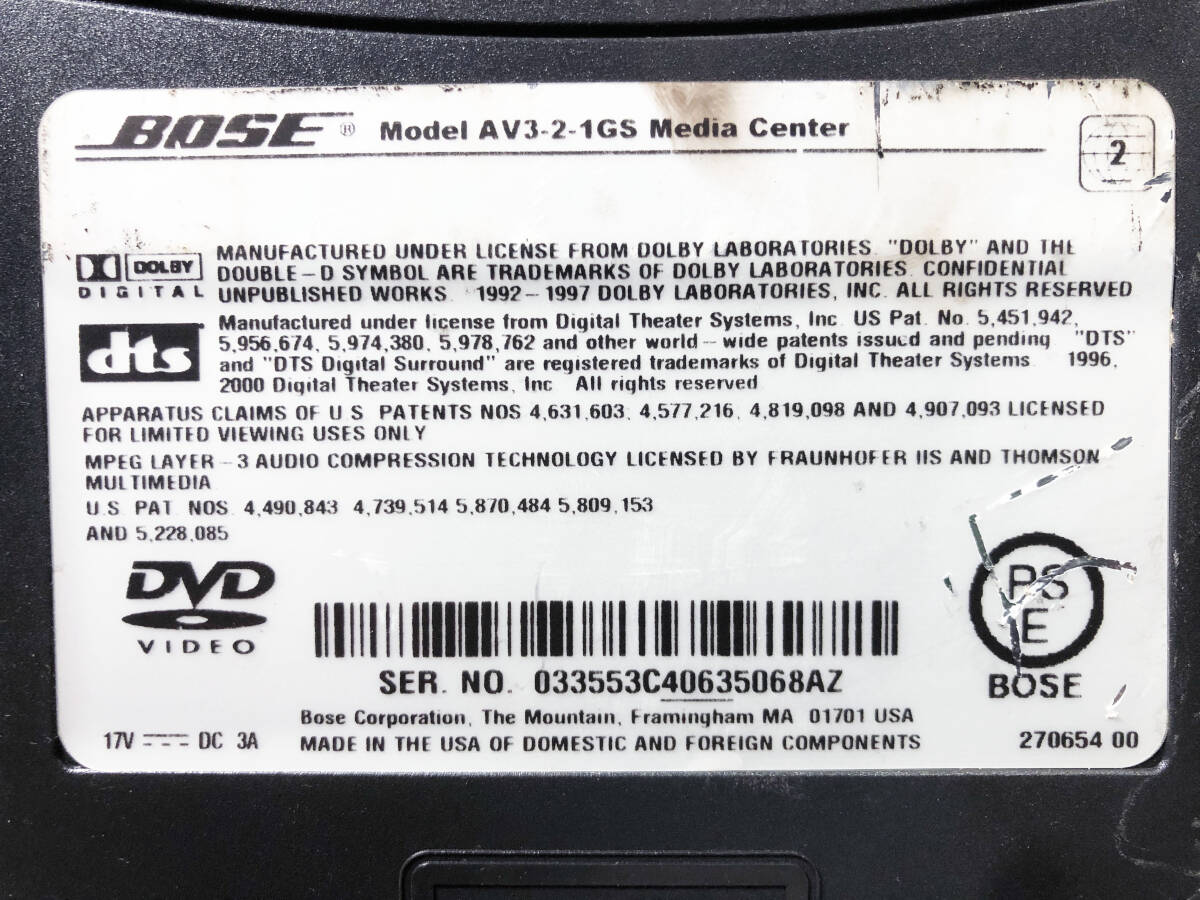 BOSE® Model AV3-2-1GS Media Center
2
DOLBY
DIGITAL
MANUFACTURED UNDER LICENSE FROM DOLBY LABORATORIES. "DOLBY" AND THE
DOUBLE-D SYMBOL ARE TRADEMARKS OF DOLBY LABORATORIES. CONFIDENTIAL
UNPUBLISHED WORKS. 1992-1997 DOLBY LABORATORIES, INC. ALL RIGHTS RESERVED
dts
Manufactured under license from Digital Theater Systems, Inc. US Pat. No. 5,451,942,
5,956,674, 5,974,380, 5,978,762 and other world-wide patents issued and pending "DTS"
and "DTS Digital Surround" are registered trademarks of Digital Theater Systems 1996,
2000 Digital Theater Systems, Inc All rights reserved
APPARATUS CLAIMS OF U.S. PATENTS NOS 4,631,603, 4,577,216, 4,819,098 AND 4,907,093 LICENSED
FOR LIMITED VIEWING USES ONLY
MPEG LAYER-3 AUDIO COMPRESSION TECHNOLOGY LICENSED BY FRAUNHOFER IIS AND THOMSON
MULTIMEDIA
U.S PAT NOS. 4,490,843 4,739,514 5,870,484 5,809,153
AND 5,228,085
DVD
VIDEO
PS
E
BOSE
SER. NO. 033553C40635068AZ
Bose Corporation, The Mountain, Framingham MA 01701 USA
17V DC 3A
MADE IN THE USA OF DOMESTIC AND FOREIGN COMPONENTS
270654 00